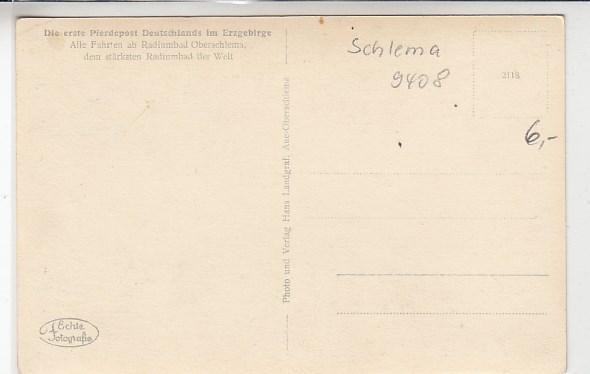 Die erste Pferdepost Deutschlands im Erzgebirge
Alle Fahrten ab Radiumbad Oberschlema,
dem stärksten Radiumbad der Welt
Schlema
9408
2118
6,-
Photo und Verlag Hans Landgraf, Aue-Oberschlema
Echte
Fotografie